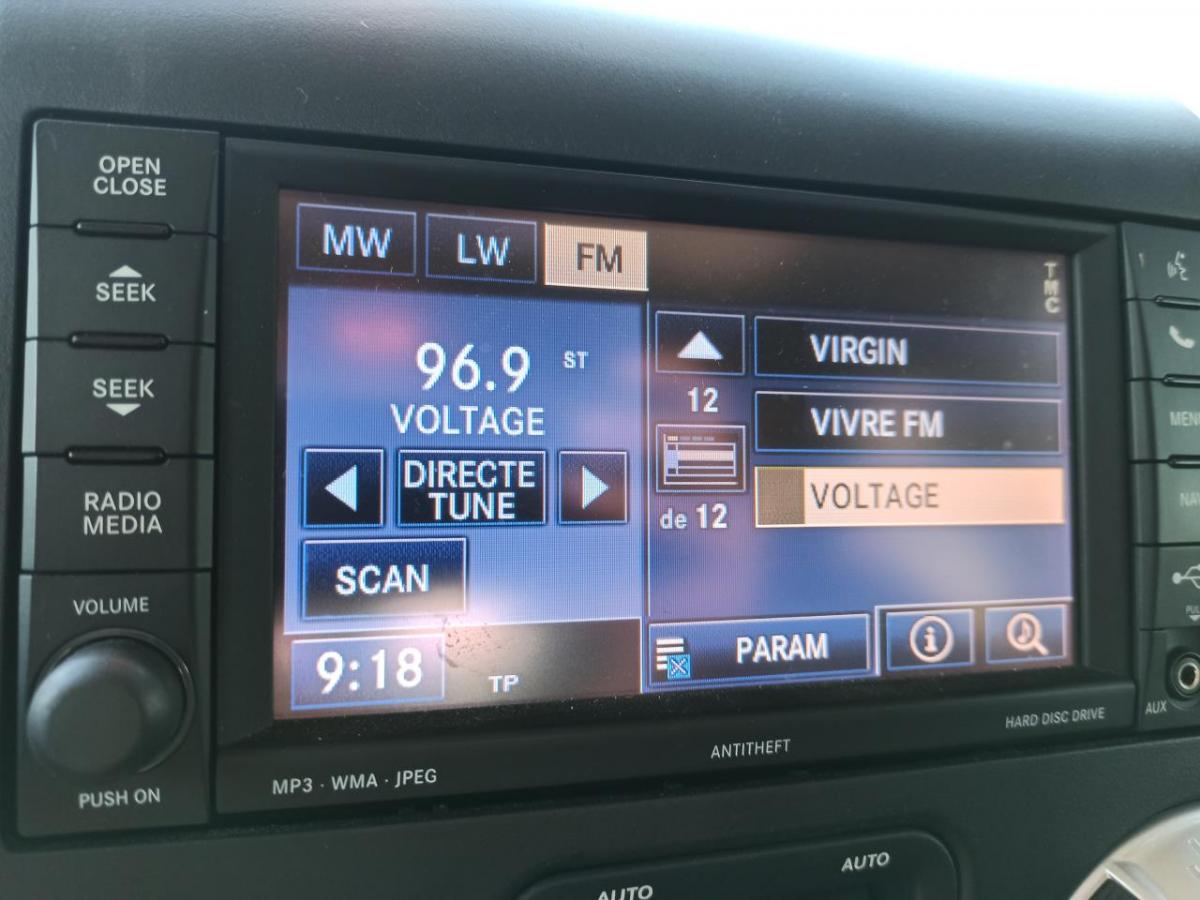 OPEN
CLOSE
SEEK
SEEK
RADIO
MEDIA
VOLUME
PUSH ON
MW
LW
FM
T
M
C
96.9
ST
VOLTAGE
DIRECTE
TUNE
SCAN
9:18
TP
12
de 12
VIRGIN
VIVRE FM
VOLTAGE
PARAM
AUX
MP3 · WMA · JPEG
ANTITHEFT
HARD DISC DRIVE
AUTO
AUTO